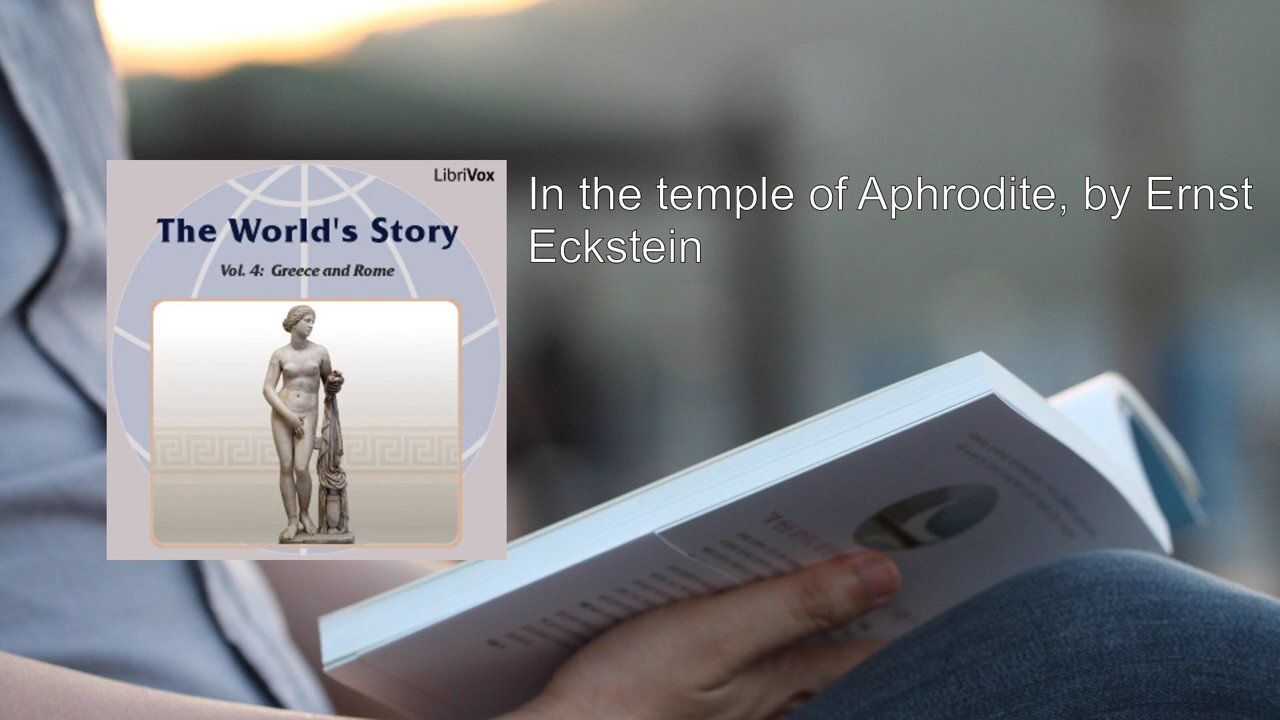 LibriVox
The World's Story
Vol. 4: Greece and Rome
In the temple of Aphrodite, by Ernst
Eckstein